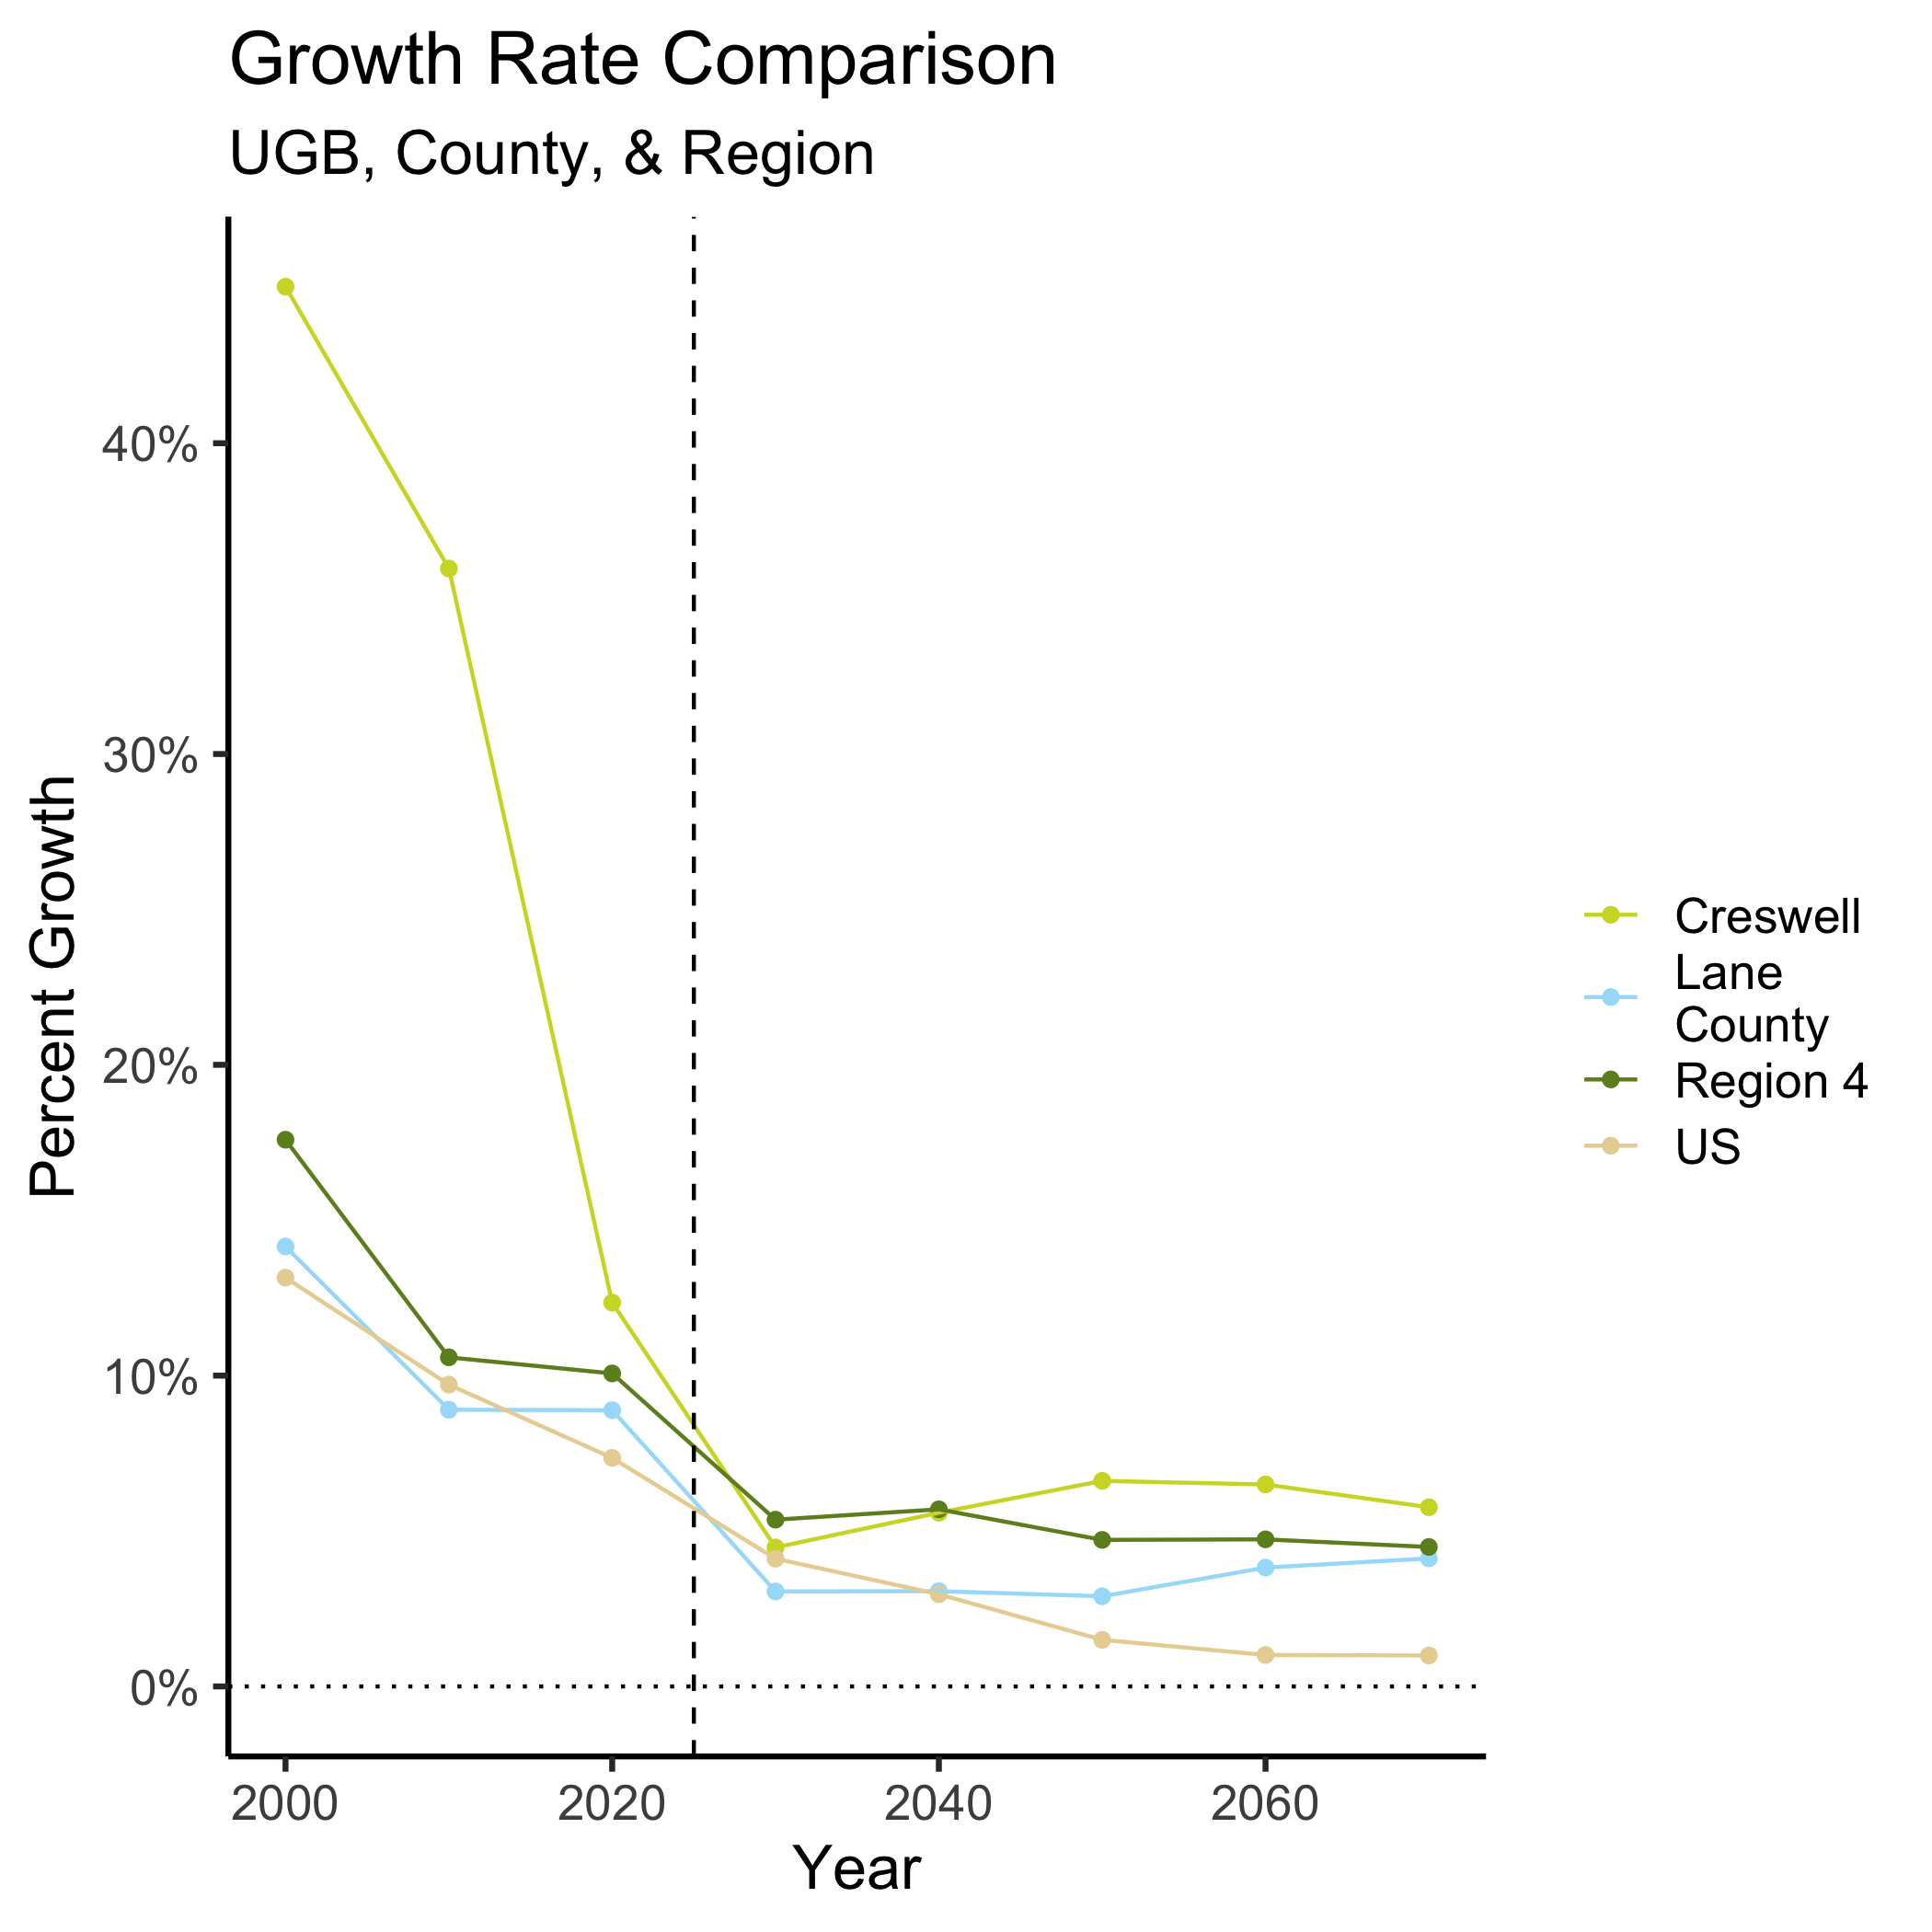 Growth Rate Comparison
UGB, County, & Region
Percent Growth
40%
30%
20%
10%
0%
2000
2020
2040
2060
Year
Creswell
Lane
County
Region 4
US